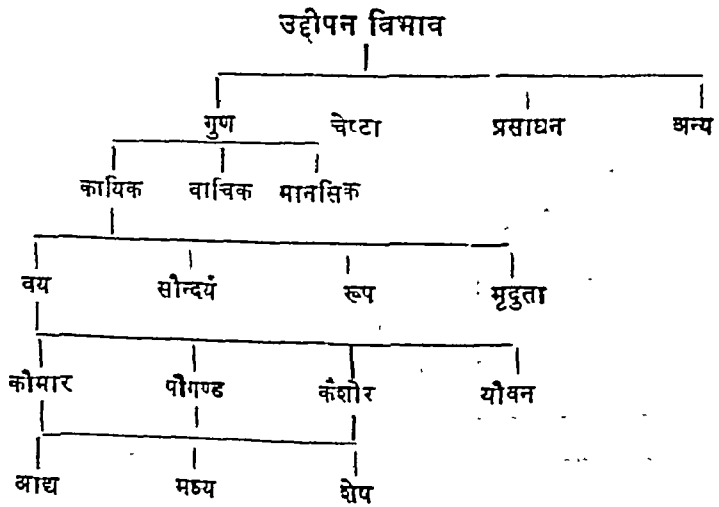 उद्दीपन विभाव
गुण चेष्टा प्रसाधन अन्य
कायिक वाचिक मानसिक
वय सौन्दर्य रूप मृदुता
कौमार पौगण्ड कैशोर यौवन
आद्य मध्य शेष